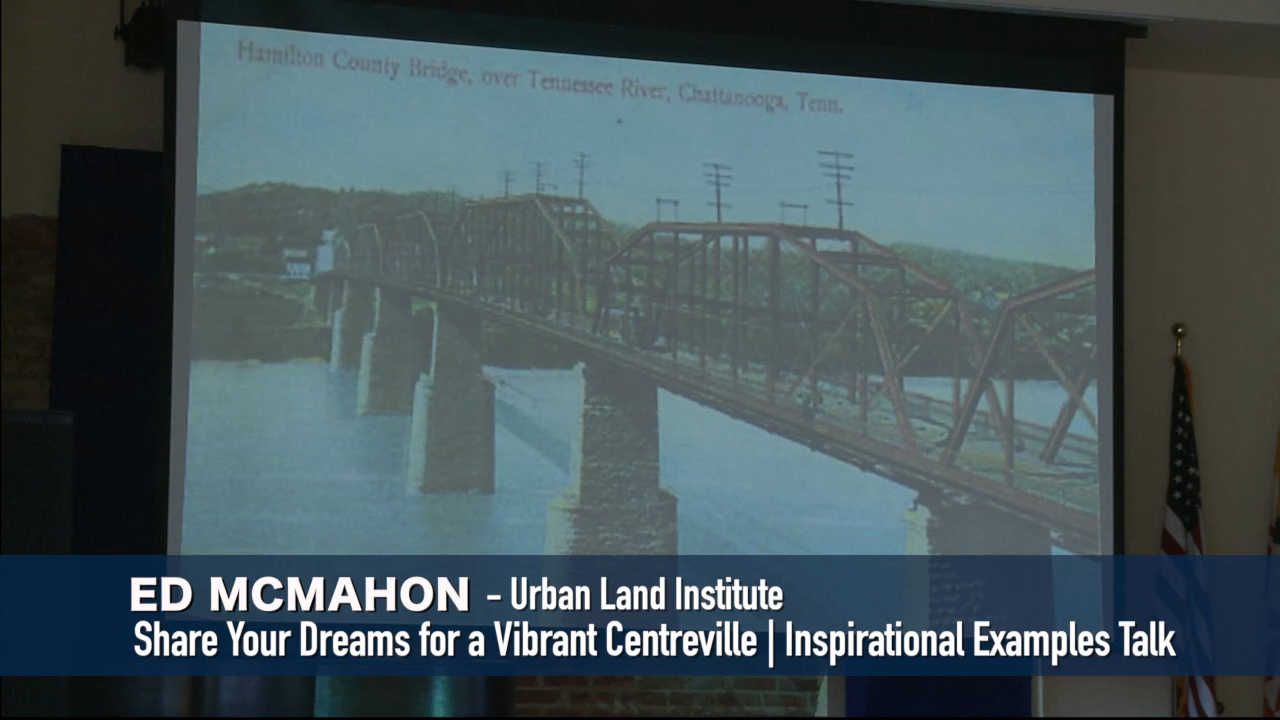 Hamilton County Bridge, over Tennessee River, Chattanooga, Tenn.
ED MCMAHON – Urban Land Institute
Share Your Dreams for a Vibrant Centreville | Inspirational Examples Talk